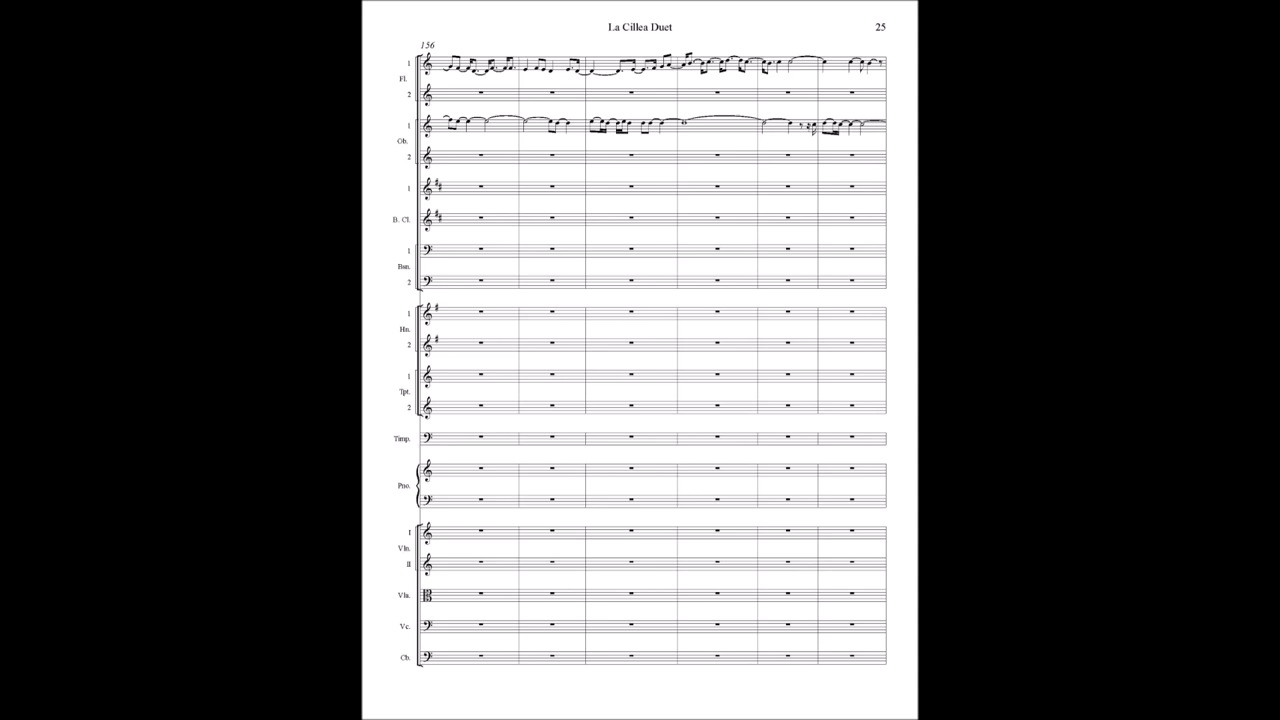 La Cillea Duet
25
156
1
Fl.
2
1
Ob.
2
1
B. Cl.
1
Bsn.
2
1
Hn.
2
1
Tpt.
2
Timp.
Pno.
I
Vln.
II
Vla.
Vc.
Cb.